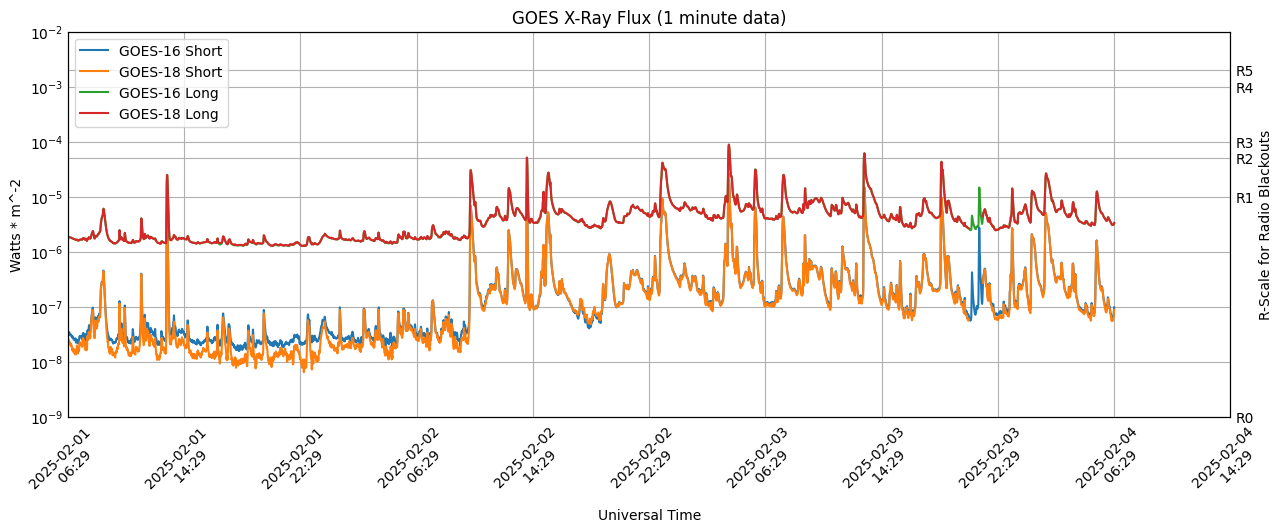 GOES X-Ray Flux (1 minute data)
GOES-16 Short
GOES-18 Short
GOES-16 Long
GOES-18 Long
10⁻²
10⁻³
10⁻⁴
10⁻⁵
10⁻⁶
10⁻⁷
10⁻⁸
10⁻⁹
Watts * m^-2
R5
R4
R3
R2
R1
R0
R-Scale for Radio Blackouts
2025-02-01
06:29
2025-02-01
14:29
2025-02-01
22:29
2025-02-02
06:29
2025-02-02
14:29
2025-02-02
22:29
2025-02-03
06:29
2025-02-03
14:29
2025-02-03
22:29
2025-02-04
06:29
2025-02-04
14:29
Universal Time